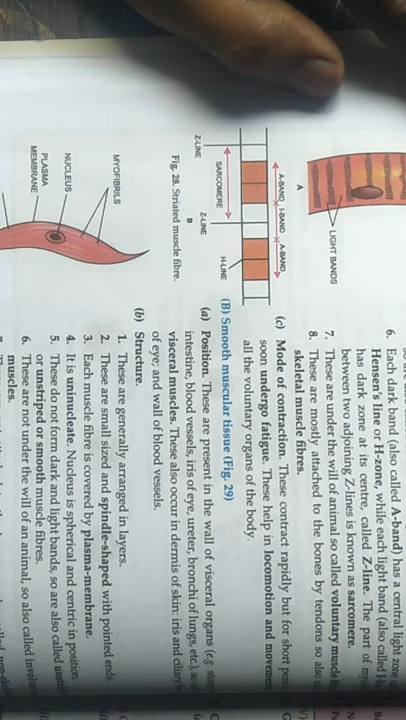 6. Each dark band (also called A-band) has a central light zone
Hensen's line or H-zone, while each light band (also called
has dark zone at its centre, called Z-line. The part of
between two adjoining Z-lines is known as sarcomere.
7. These are under the will of animal so called voluntary muscle
8. These are mostly attached to the bones by tendons so also
skeletal muscle fibres.
(c) Mode of contraction. These contract rapidly but for short
soon undergo fatigue. These help in locomotion and
all the voluntary organs of the body.
LIGHT BANDS
A
A-BAND I-BAND A-BAND
SARCOMERE
H-LINE
Z-LINE
Z-LINE
B
Fig. 28. Striated muscle fibre.
(B) Smooth muscular tissue (Fig. 29)
(a) Position. These are present in the wall of visceral organs (e.g.
intestine, blood vessels, iris of eye, ureter, bronchi of lungs, etc.),
visceral muscles. These also occur in dermis of skin: iris and
of eye; and wall of blood vessels.
(b) Structure.
1. These are generally arranged in layers.
2. These are small sized and spindle-shaped with pointed ends
3. Each muscle fibre is covered by plasma-membrane.
4. It is uninucleate. Nucleus is spherical and centric in position.
5. These do not form dark and light bands, so are also called
or unstriped or smooth muscle fibres.
6. These are not under the will of an animal, so also called
muscles.
MYOFIBRILS
NUCLEUS
PLASMA
MEMBRANE